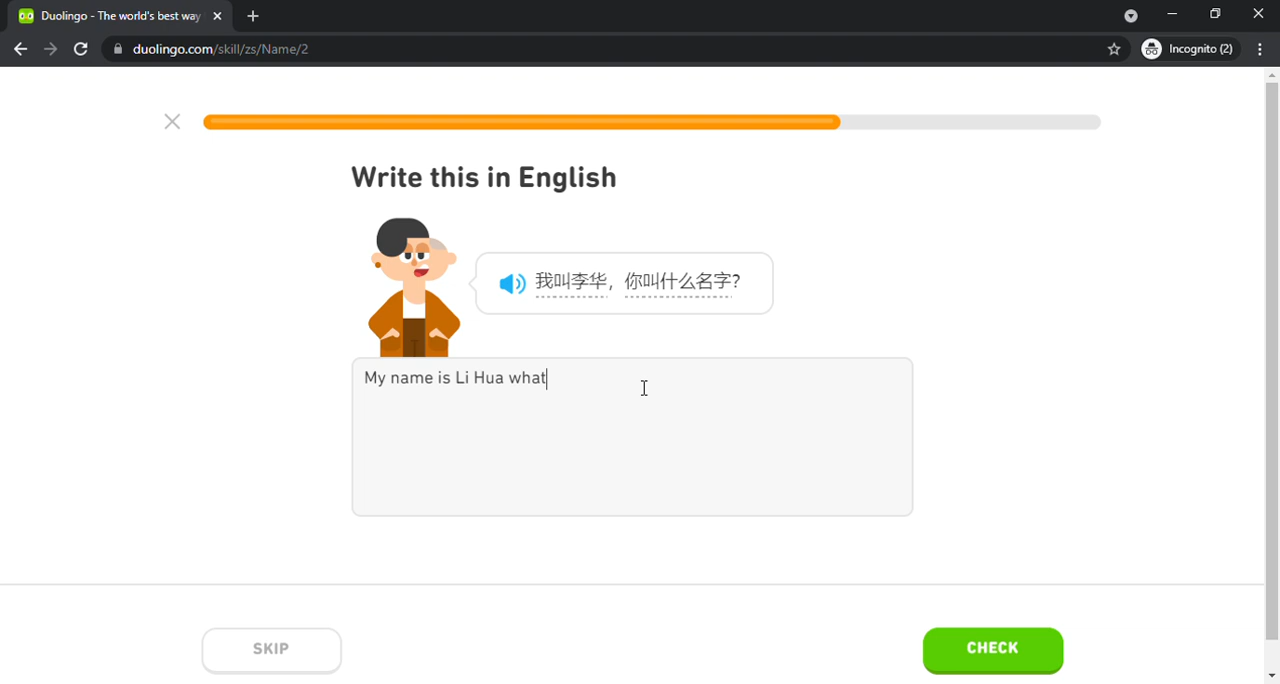 Duolingo - The world's best way
duolingo.com/skill/zs/Name/2
Incognito (2)
Write this in English
我叫李华，你叫什么名字？
My name is Li Hua what
SKIP
CHECK